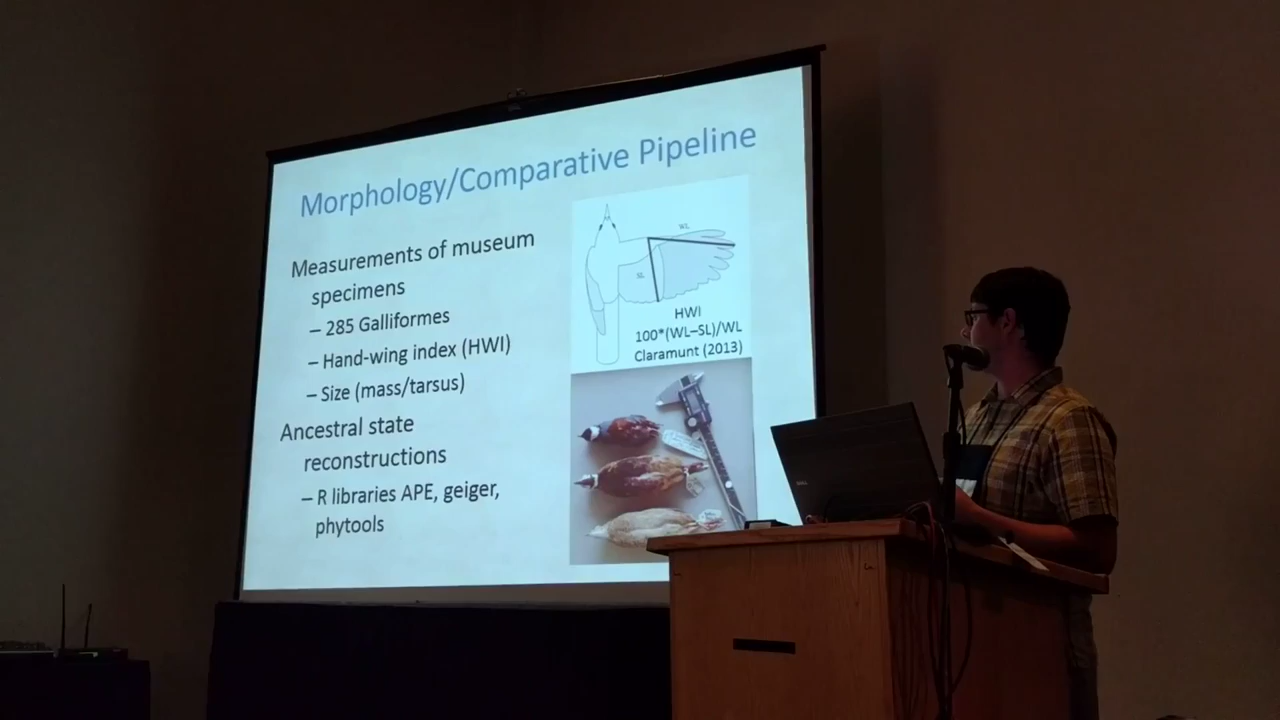 Morphology/Comparative Pipeline
Measurements of museum
specimens
– 285 Galliformes
– Hand-wing index (HWI)
– Size (mass/tarsus)
Ancestral state
reconstructions
– R libraries APE, geiger,
phytools
WL
SL
HWI
100*(WL–SL)/WL
Claramunt (2013)